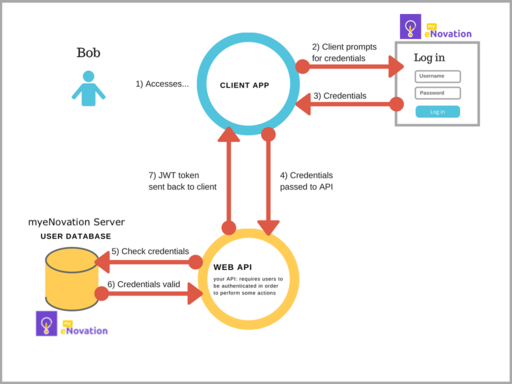 my
eNovation
Bob
2) Client prompts
for credentials
Log in
Username
1) Accesses...
CLIENT APP
Password
3) Credentials
Log in
7) JWT token
sent back to client
4) Credentials
passed to API
myeNovation Server
USER DATABASE
5) Check credentials
WEB API
your API: requires users to
be authenticated in order
to perform some actions
6) Credentials valid
my
eNovation